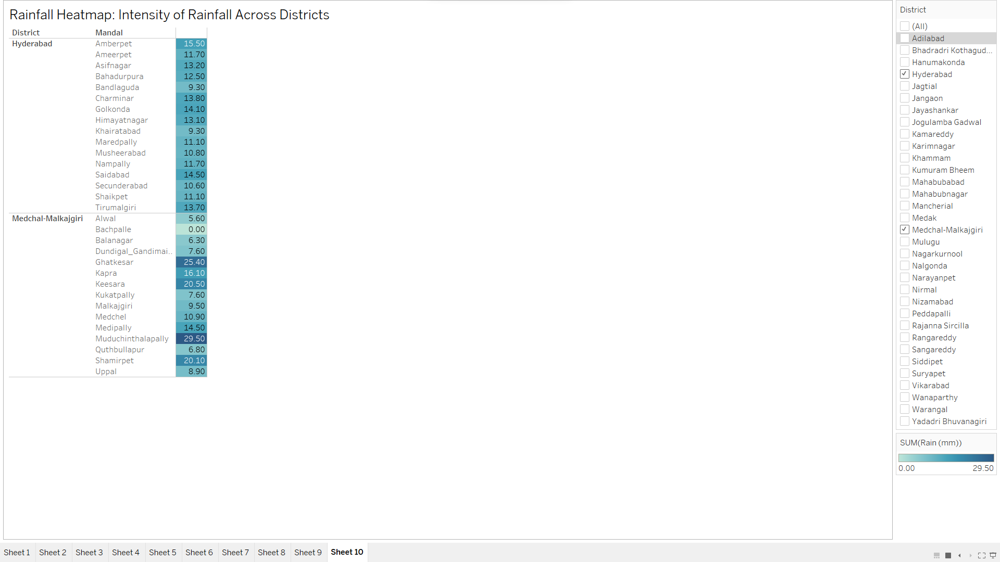 Rainfall Heatmap: Intensity of Rainfall Across Districts
District Mandal
Hyderabad Amberpet 15.50
Ameerpet 11.70
Asifnagar 13.20
Bahadurpura 12.50
Bandlaguda 9.30
Charminar 13.80
Golkonda 14.10
Himayatnagar 13.10
Khairatabad 9.30
Maredpally 11.10
Musheerabad 10.80
Nampally 11.70
Saidabad 14.50
Secunderabad 10.60
Shaikpet 11.10
Tirumalgiri 13.70
Medchal-Malkajgiri Alwal 5.60
Bachpalle 0.00
Balanagar 6.30
Dundigal_Gandimai.. 7.60
Ghatkesar 25.40
Kapra 16.10
Keesara 20.50
Kukatpally 7.60
Malkajgiri 9.50
Medchel 10.90
Medipally 14.50
Muduchinthalapally 29.50
Quthbullapur 6.80
Shamirpet 20.10
Uppal 8.90
District
(All)
Adilabad
Bhadradri Kothagud...
Hanumakonda
Hyderabad
Jagtial
Jangaon
Jayashankar
Jogulamba Gadwal
Kamareddy
Karimnagar
Khammam
Kumuram Bheem
Mahabubabad
Mahabubnagar
Mancherial
Medak
Medchal-Malkajgiri
Mulugu
Nagarkurnool
Nalgonda
Narayanpet
Nirmal
Nizamabad
Peddapalli
Rajanna Sircilla
Rangareddy
Sangareddy
Siddipet
Suryapet
Vikarabad
Wanaparthy
Warangal
Yadadri Bhuvanagiri
SUM(Rain (mm))
0.00 29.50
Sheet 1 Sheet 2 Sheet 3 Sheet 4 Sheet 5 Sheet 6 Sheet 7 Sheet 8 Sheet 9 Sheet 10